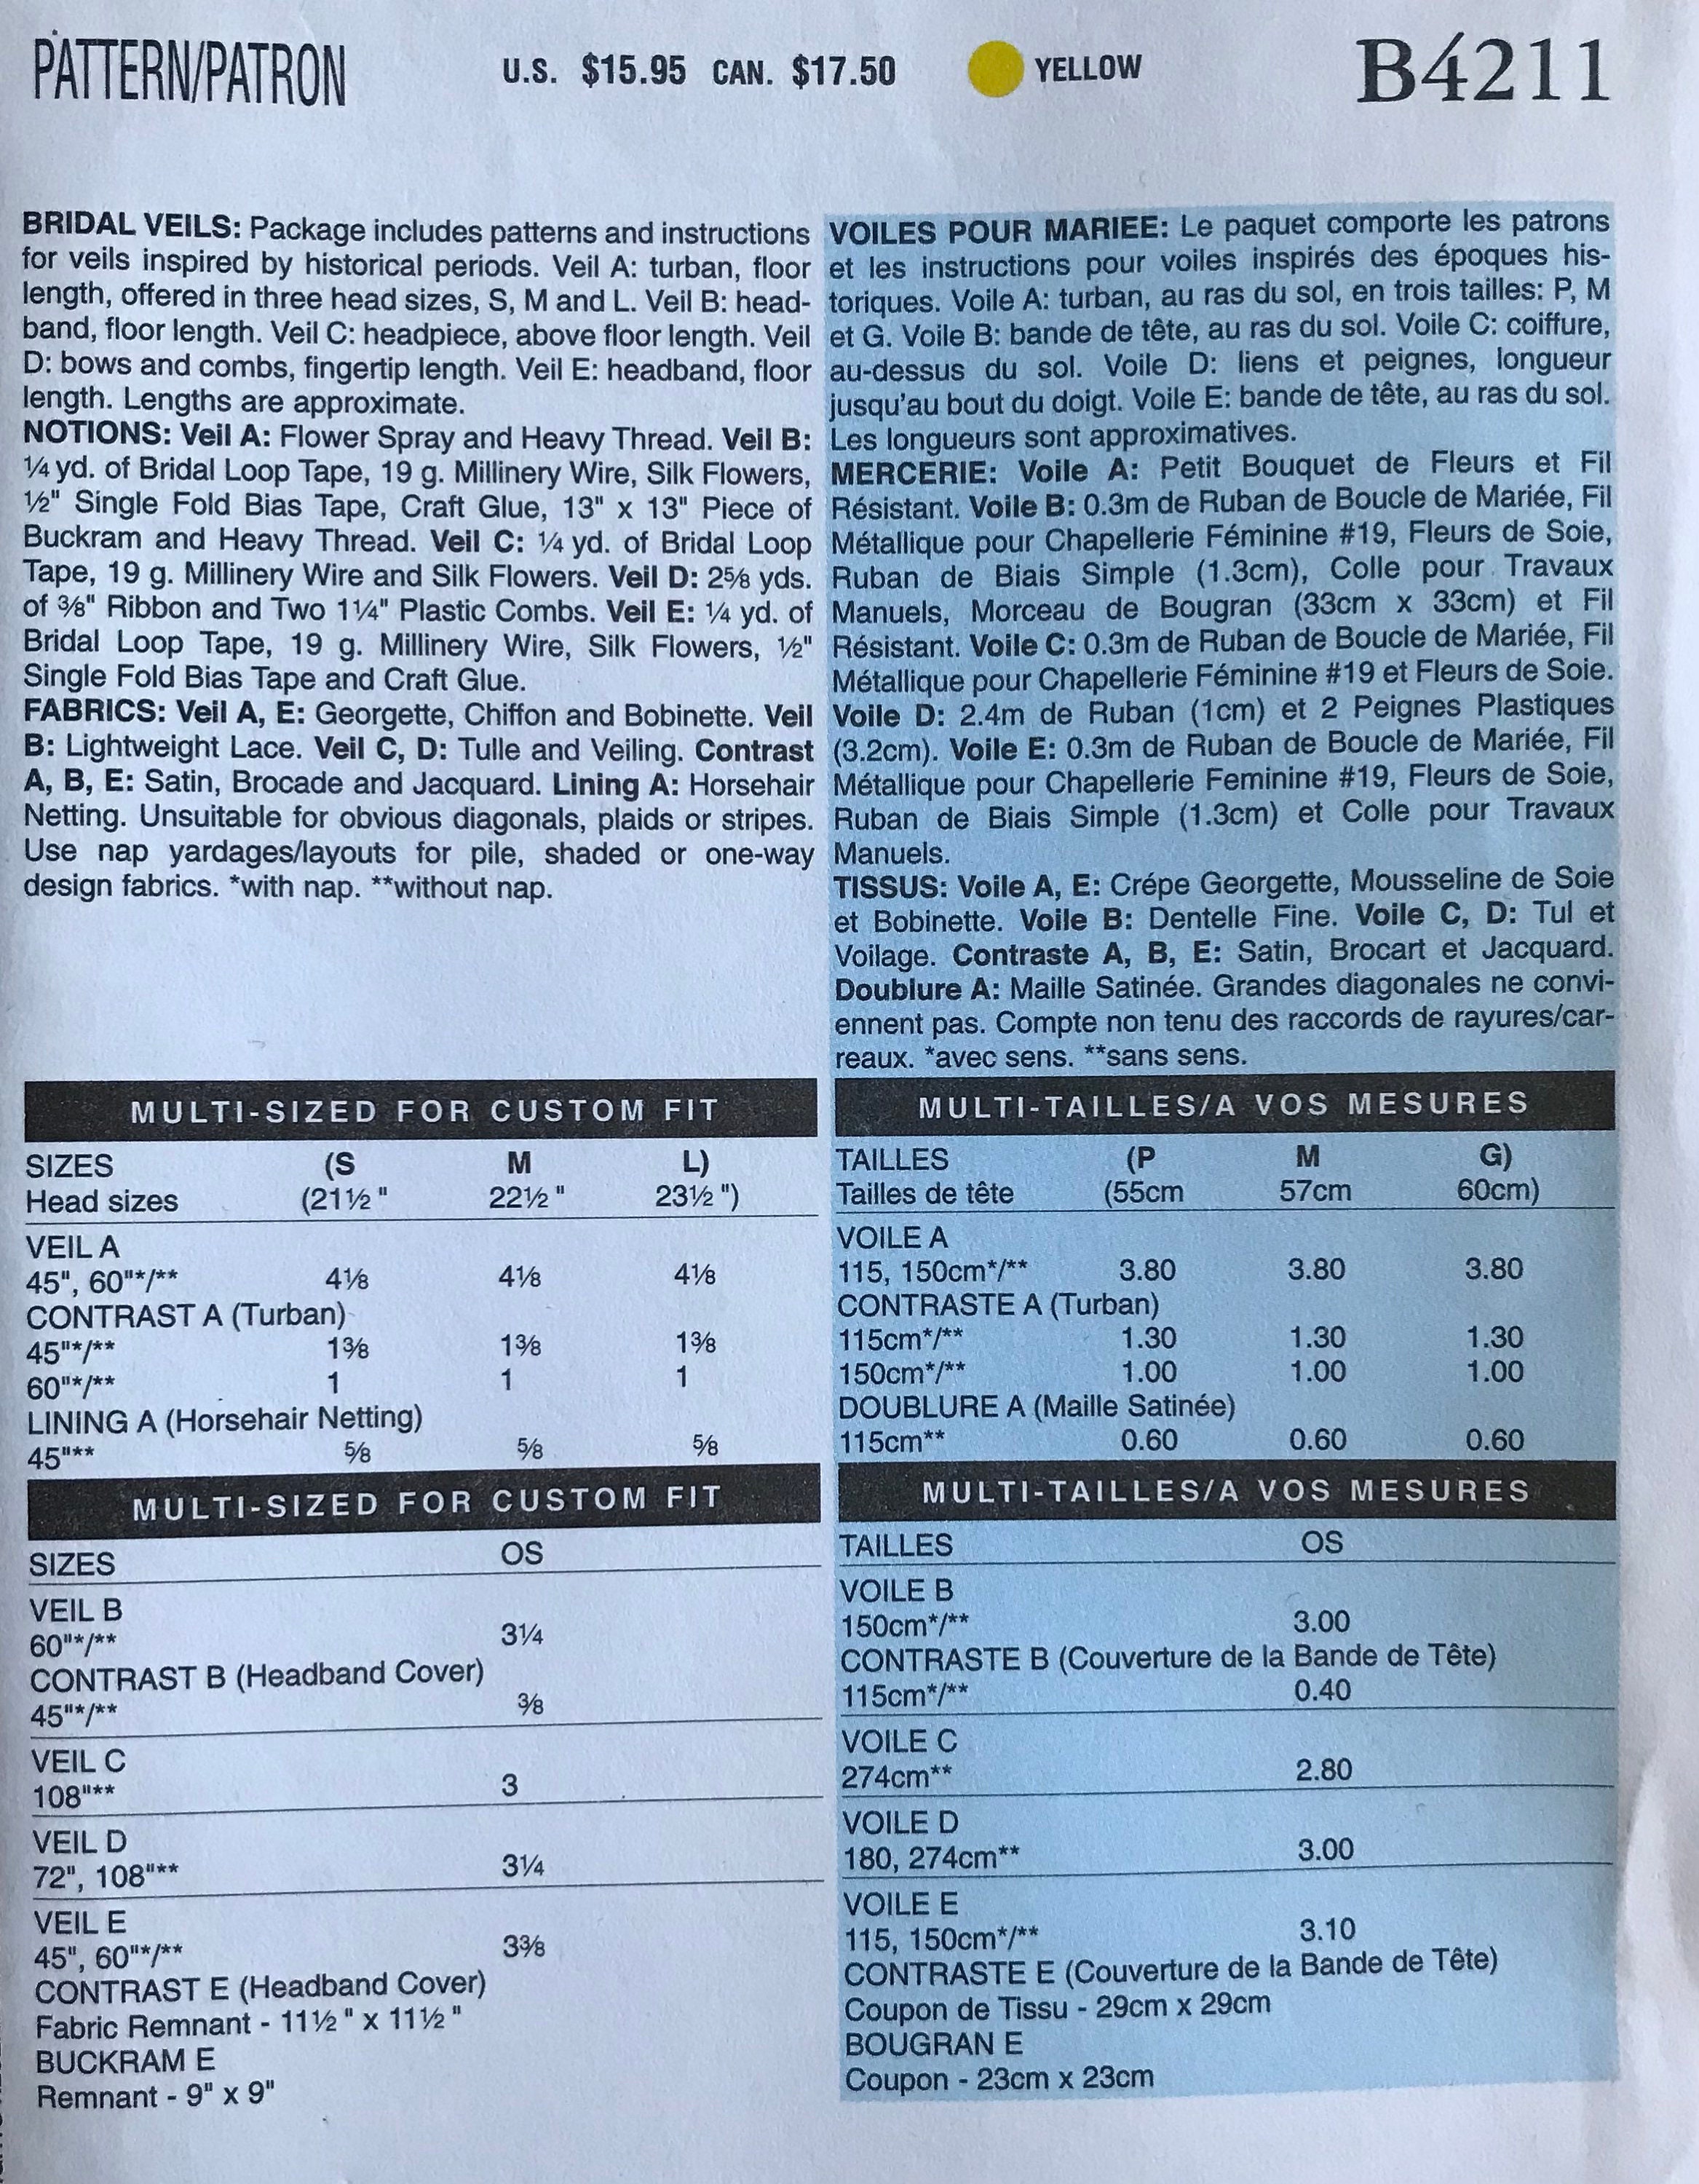 PATTERN/PATRON
U.S. $15.95 CAN. $17.50
YELLOW
B4211
BRIDAL VEILS: Package includes patterns and instructions
for veils inspired by historical periods. Veil A: turban, floor
length, offered in three head sizes, S, M and L. Veil B: head-
band, floor length. Veil C: headpiece, above floor length. Veil
D: bows and combs, fingertip length. Veil E: headband, floor
length. Lengths are approximate.
NOTIONS: Veil A: Flower Spray and Heavy Thread. Veil B:
¼ yd. of Bridal Loop Tape, 19 g. Millinery Wire, Silk Flowers,
½" Single Fold Bias Tape, Craft Glue, 13" x 13" Piece of
Buckram and Heavy Thread. Veil C: ¼ yd. of Bridal Loop
Tape, 19 g. Millinery Wire and Silk Flowers. Veil D: 2⅝ yds.
of ⅜" Ribbon and Two 1¼" Plastic Combs. Veil E: ¼ yd. of
Bridal Loop Tape, 19 g. Millinery Wire, Silk Flowers, ½"
Single Fold Bias Tape and Craft Glue.
FABRICS: Veil A, E: Georgette, Chiffon and Bobinette. Veil
B: Lightweight Lace. Veil C, D: Tulle and Veiling. Contrast
A, B, E: Satin, Brocade and Jacquard. Lining A: Horsehair
Netting. Unsuitable for obvious diagonals, plaids or stripes.
Use nap yardages/layouts for pile, shaded or one-way
design fabrics. *with nap. **without nap.
VOILES POUR MARIEE: Le paquet comporte les patrons
et les instructions pour voiles inspirés des époques his-
toriques. Voile A: turban, au ras du sol, en trois tailles: P, M
et G. Voile B: bande de tête, au ras du sol. Voile C: coiffure,
au-dessus du sol. Voile D: liens et peignes, longueur
jusqu'au bout du doigt. Voile E: bande de tête, au ras du sol.
Les longueurs sont approximatives.
MERCERIE: Voile A: Petit Bouquet de Fleurs et Fil
Résistant. Voile B: 0.3m de Ruban de Boucle de Mariée, Fil
Métallique pour Chapellerie Féminine #19, Fleurs de Soie,
Ruban de Biais Simple (1.3cm), Colle pour Travaux
Manuels, Morceau de Bougran (33cm x 33cm) et Fil
Résistant. Voile C: 0.3m de Ruban de Boucle de Mariée, Fil
Métallique pour Chapellerie Féminine #19 et Fleurs de Soie.
Voile D: 2.4m de Ruban (1cm) et 2 Peignes Plastiques
(3.2cm). Voile E: 0.3m de Ruban de Boucle de Mariée, Fil
Métallique pour Chapellerie Feminine #19, Fleurs de Soie,
Ruban de Biais Simple (1.3cm) et Colle pour Travaux
Manuels.
TISSUS: Voile A, E: Crépe Georgette, Mousseline de Soie
et Bobinette. Voile B: Dentelle Fine. Voile C, D: Tul et
Voilage. Contraste A, B, E: Satin, Brocart et Jacquard.
Doublure A: Maille Satinée. Grandes diagonales ne convi-
ennent pas. Compte non tenu des raccords de rayures/car-
reaux. *avec sens. **sans sens.
MULTI-SIZED FOR CUSTOM FIT
SIZES (S M L)
Head sizes (21½" 22½" 23½")
VEIL A
45", 60"*/** 4⅛ 4⅛ 4⅛
CONTRAST A (Turban)
45"*/** 1⅜ 1⅜ 1⅜
60"*/** 1 1 1
LINING A (Horsehair Netting)
45"** ⅝ ⅝ ⅝
MULTI-SIZED FOR CUSTOM FIT
SIZES OS
VEIL B
60"*/** 3¼
CONTRAST B (Headband Cover)
45"*/** ⅜
VEIL C
108"** 3
VEIL D
72", 108"** 3¼
VEIL E
45", 60"*/** 3⅜
CONTRAST E (Headband Cover)
Fabric Remnant - 11½" x 11½"
BUCKRAM E
Remnant - 9" x 9"
MULTI-TAILLES/A VOS MESURES
TAILLES (P M G)
Tailles de tête (55cm 57cm 60cm)
VOILE A
115, 150cm*/** 3.80 3.80 3.80
CONTRASTE A (Turban)
115cm*/** 1.30 1.30 1.30
150cm*/** 1.00 1.00 1.00
DOUBLURE A (Maille Satinée)
115cm** 0.60 0.60 0.60
MULTI-TAILLES/A VOS MESURES
TAILLES OS
VOILE B
150cm*/** 3.00
CONTRASTE B (Couverture de la Bande de Tête)
115cm*/** 0.40
VOILE C
274cm** 2.80
VOILE D
180, 274cm** 3.00
VOILE E
115, 150cm*/** 3.10
CONTRASTE E (Couverture de la Bande de Tête)
Coupon de Tissu - 29cm x 29cm
BOUGRAN E
Coupon - 23cm x 23cm